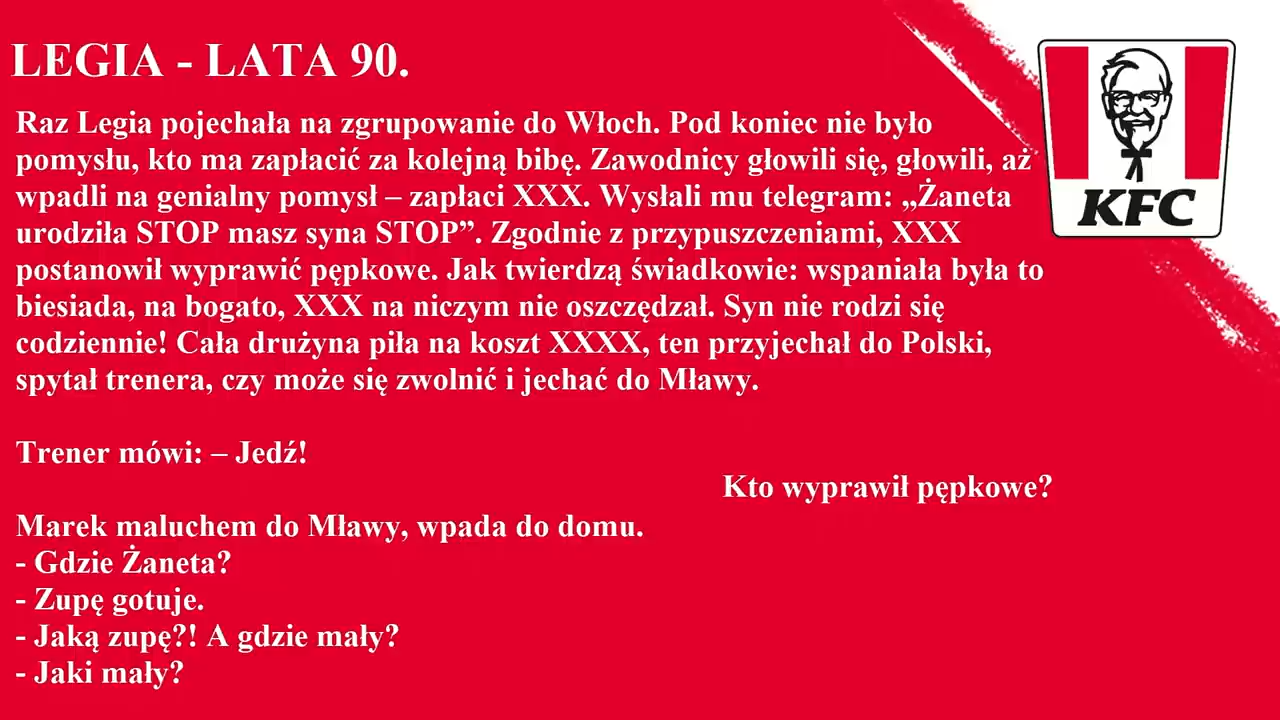 LEGIA - LATA 90.
Raz Legia pojechała na zgrupowanie do Włoch. Pod koniec nie było
pomysłu, kto ma zapłacić za kolejną bibę. Zawodnicy głowili się, głowili, aż
wpadli na genialny pomysł – zapłaci XXX. Wysłali mu telegram: „Żaneta
urodziła STOP masz syna STOP”. Zgodnie z przypuszczeniami, XXX
postanowił wyprawić pępkowe. Jak twierdzą świadkowie: wspaniała była to
biesiada, na bogato, XXX na niczym nie oszczędzał. Syn nie rodzi się
codziennie! Cała drużyna piła na koszt XXXX, ten przyjechał do Polski,
spytał trenera, czy może się zwolnić i jechać do Mławy.
Trener mówi: – Jedź!
Kto wyprawił pępkowe?
Marek maluchem do Mławy, wpada do domu.
- Gdzie Żaneta?
- Zupę gotuje.
- Jaką zupę?! A gdzie mały?
- Jaki mały?
KFC